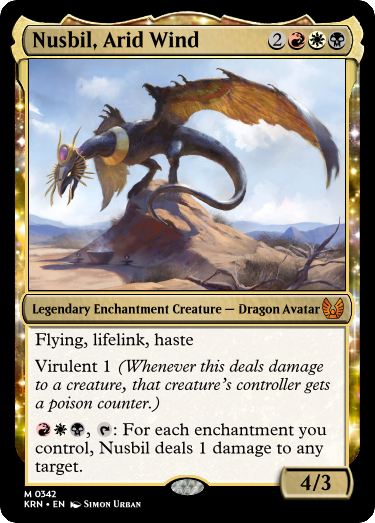 Nusbil, Arid Wind 2
Legendary Enchantment Creature — Dragon Avatar
Flying, lifelink, haste
Virulent 1 (Whenever this deals damage
to a creature, that creature's controller gets
a poison counter.)
, : For each enchantment you
control, Nusbil deals 1 damage to any
target.
4/3
M 0342
KRN • EN Simon Urban